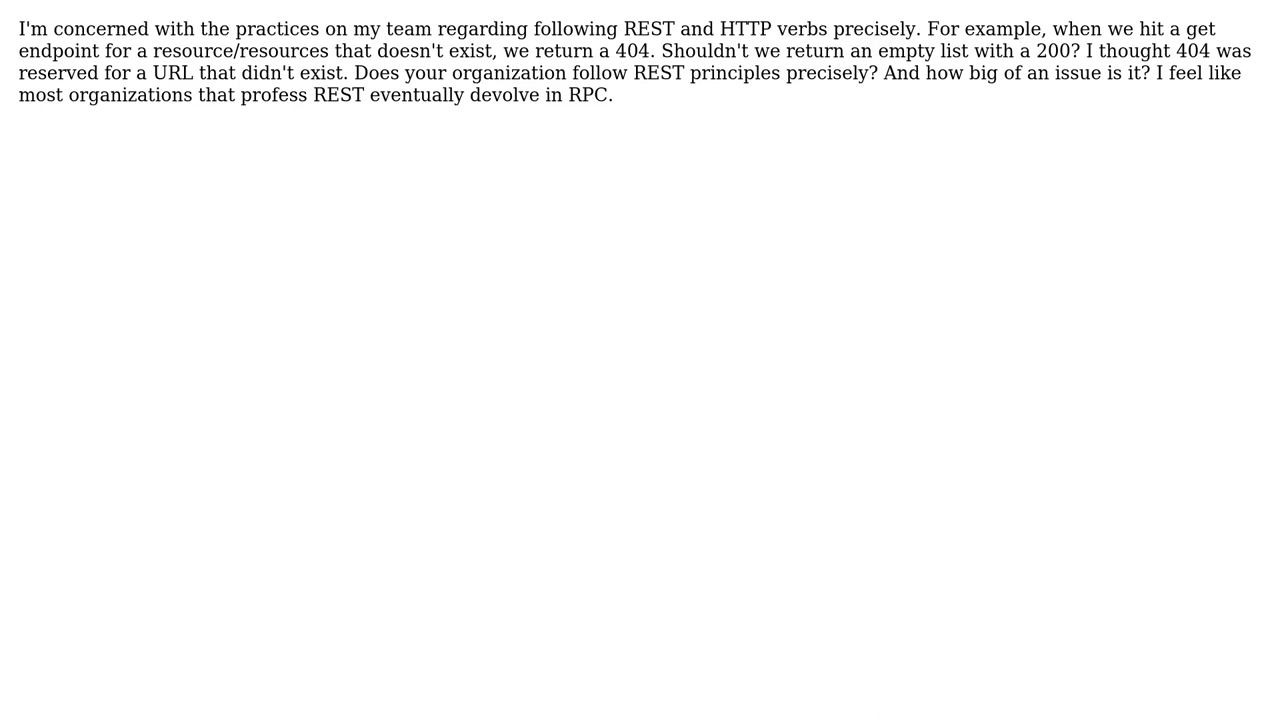 I'm concerned with the practices on my team regarding following REST and HTTP verbs precisely. For example, when we hit a get
endpoint for a resource/resources that doesn't exist, we return a 404. Shouldn't we return an empty list with a 200? I thought 404 was
reserved for a URL that didn't exist. Does your organization follow REST principles precisely? And how big of an issue is it? I feel like
most organizations that profess REST eventually devolve in RPC.